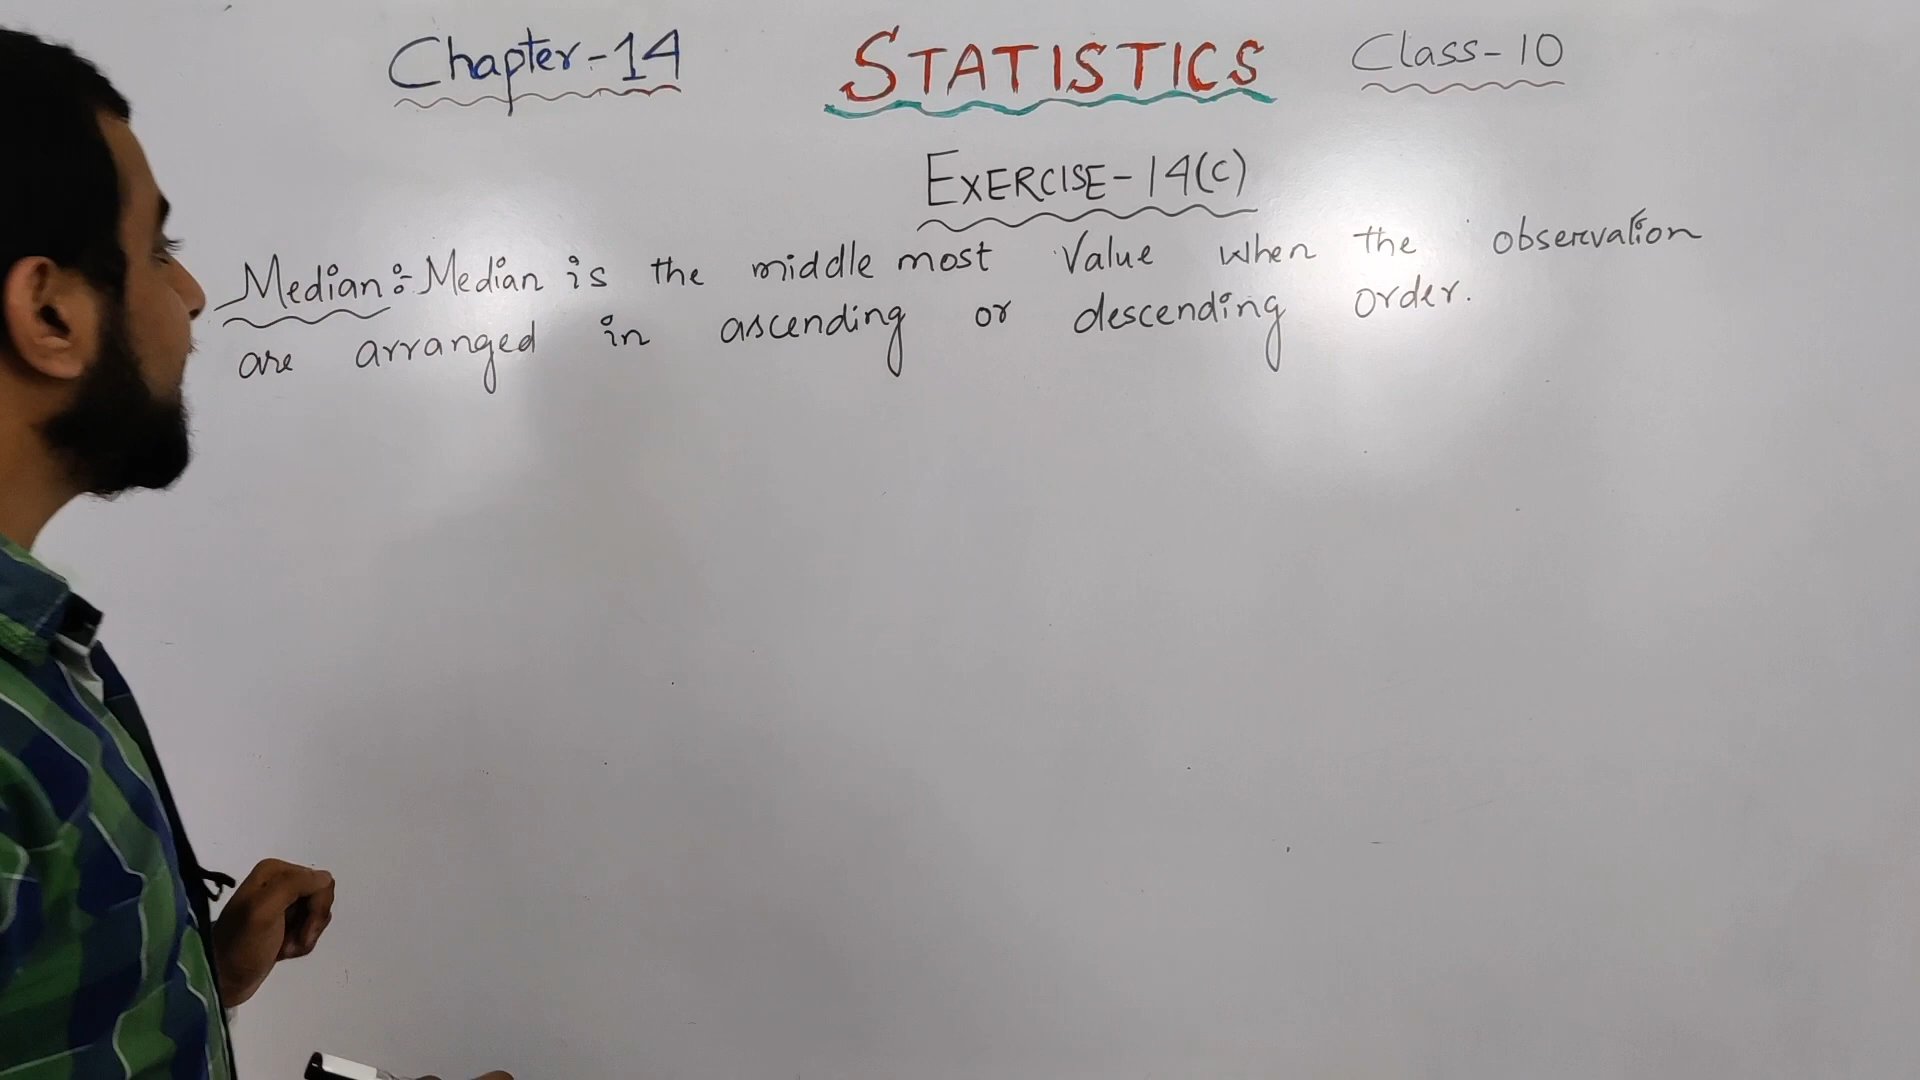 Chapter-14 STATISTICS Class-10
EXERCISE-14(C)
Median:- Median is the middle most Value when the observation
are arranged in ascending or descending order.